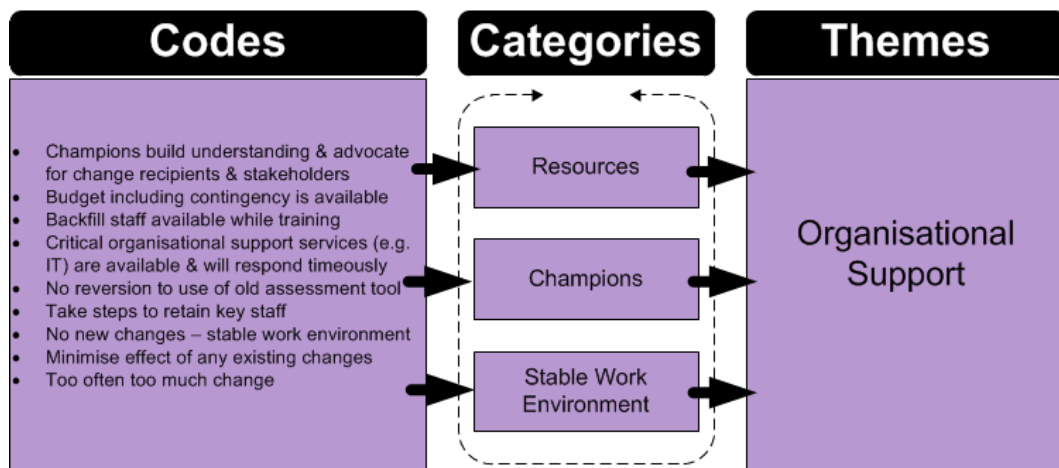 Codes
Categories
Themes
• Champions build understanding & advocate
for change recipients & stakeholders
• Budget including contingency is available
• Backfill staff available while training
• Critical organisational support services (e.g.
IT) are available & will respond timeously
• No reversion to use of old assessment tool
• Take steps to retain key staff
• No new changes – stable work environment
• Minimise effect of any existing changes
• Too often too much change
Resources
Champions
Stable Work
Environment
Organisational
Support